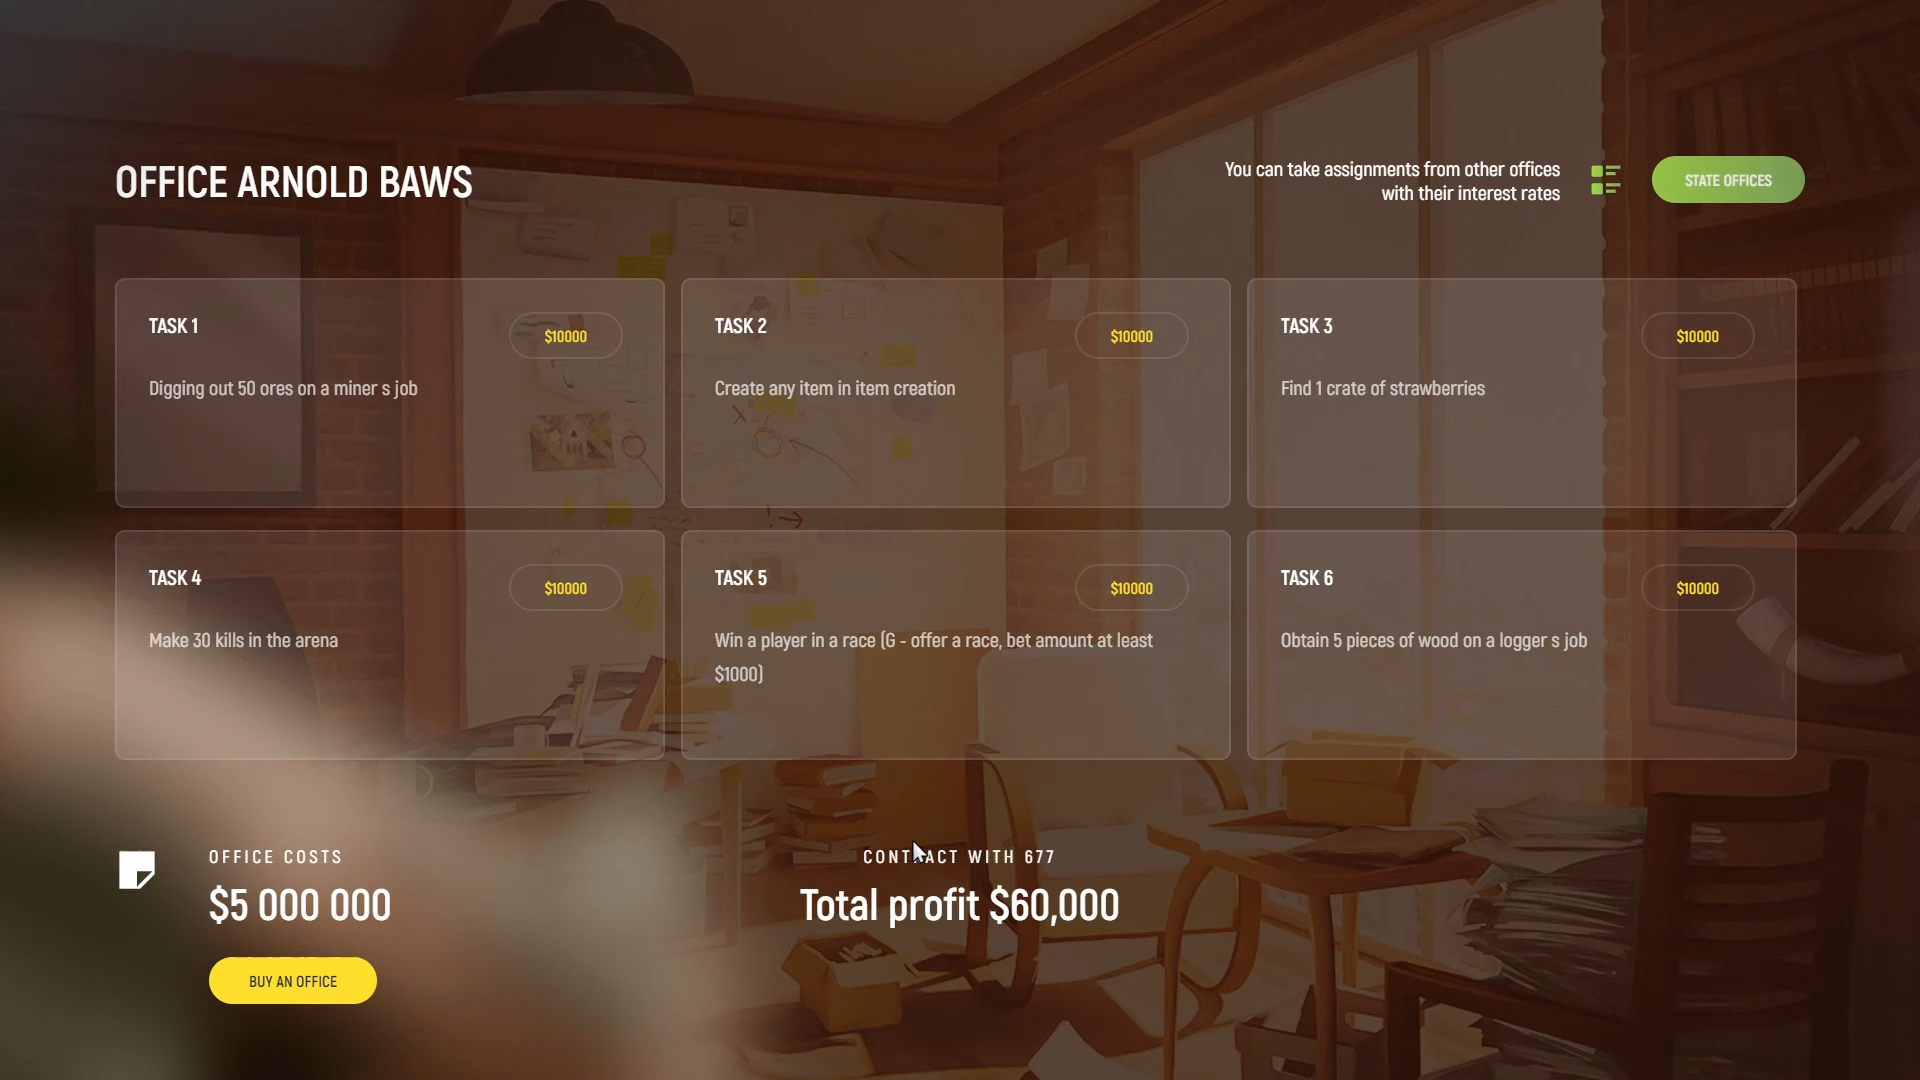 OFFICE ARNOLD BAWS
You can take assignments from other offices
with their interest rates
STATE OFFICES
TASK 1
$10000
Digging out 50 ores on a miner s job
TASK 2
$10000
Create any item in item creation
TASK 3
$10000
Find 1 crate of strawberries
TASK 4
$10000
Make 30 kills in the arena
TASK 5
$10000
Win a player in a race (G - offer a race, bet amount at least
$1000)
TASK 6
$10000
Obtain 5 pieces of wood on a logger s job
OFFICE COSTS
$5 000 000
BUY AN OFFICE
CONTRACT WITH 677
Total profit $60,000